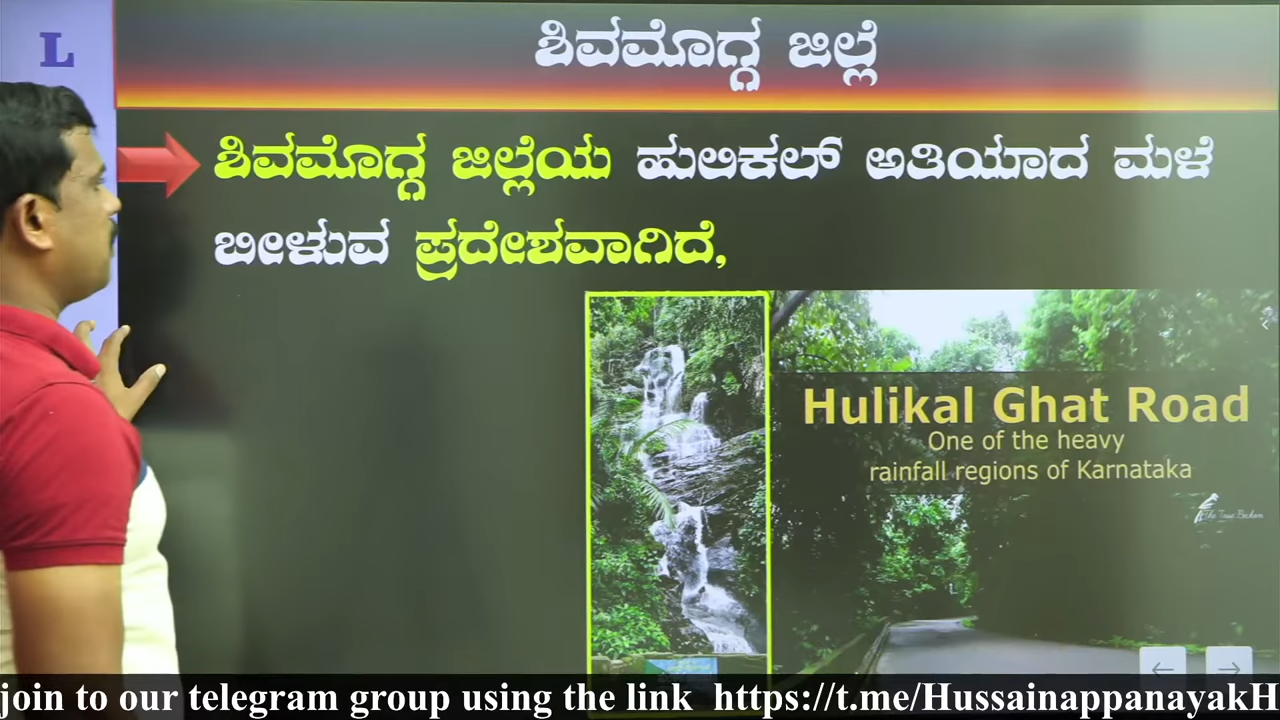 L
ಶಿವಮೊಗ್ಗ ಜಿಲ್ಲೆ
ಶಿವಮೊಗ್ಗ ಜಿಲ್ಲೆಯ ಹುಲಿಕಲ್ ಅತಿಯಾದ ಮಳೆ
ಬೀಳುವ ಪ್ರದೇಶವಾಗಿದೆ,
Hulikal Ghat Road
One of the heavy
rainfall regions of Karnataka
join to our telegram group using the link https://t.me/HussainappanayakH